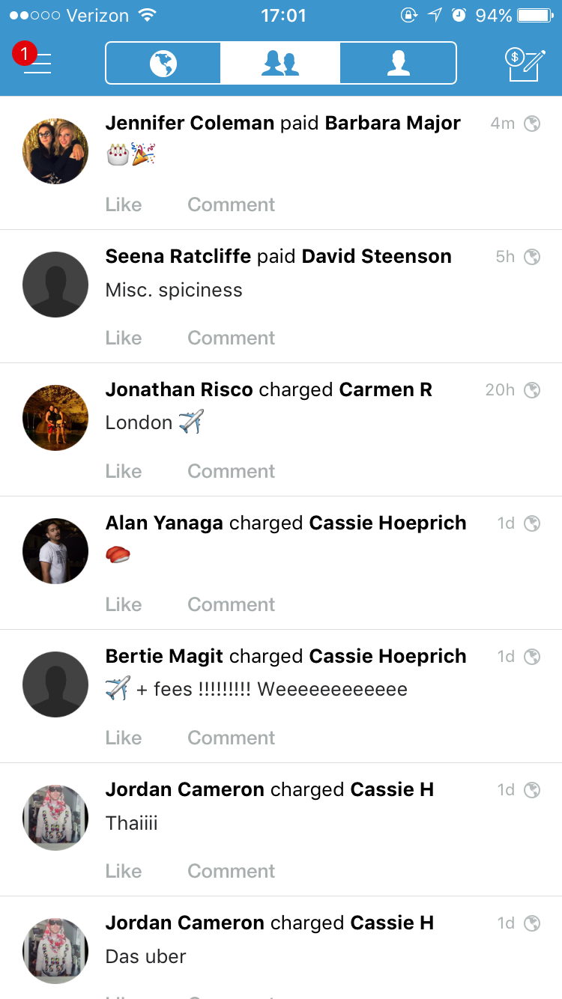 Verizon 17:01 94%
1 $
Jennifer Coleman paid Barbara Major 4m
🎂🎉
Like Comment
Seena Ratcliffe paid David Steenson 5h
Misc. spiciness
Like Comment
Jonathan Risco charged Carmen R 20h
London ✈️
Like Comment
Alan Yanaga charged Cassie Hoeprich 1d
🍣
Like Comment
Bertie Magit charged Cassie Hoeprich 1d
✈️ + fees !!!!!!!!! Weeeeeeeeeeee
Like Comment
Jordan Cameron charged Cassie H 1d
Thaiiii
Like Comment
Jordan Cameron charged Cassie H 1d
Das uber